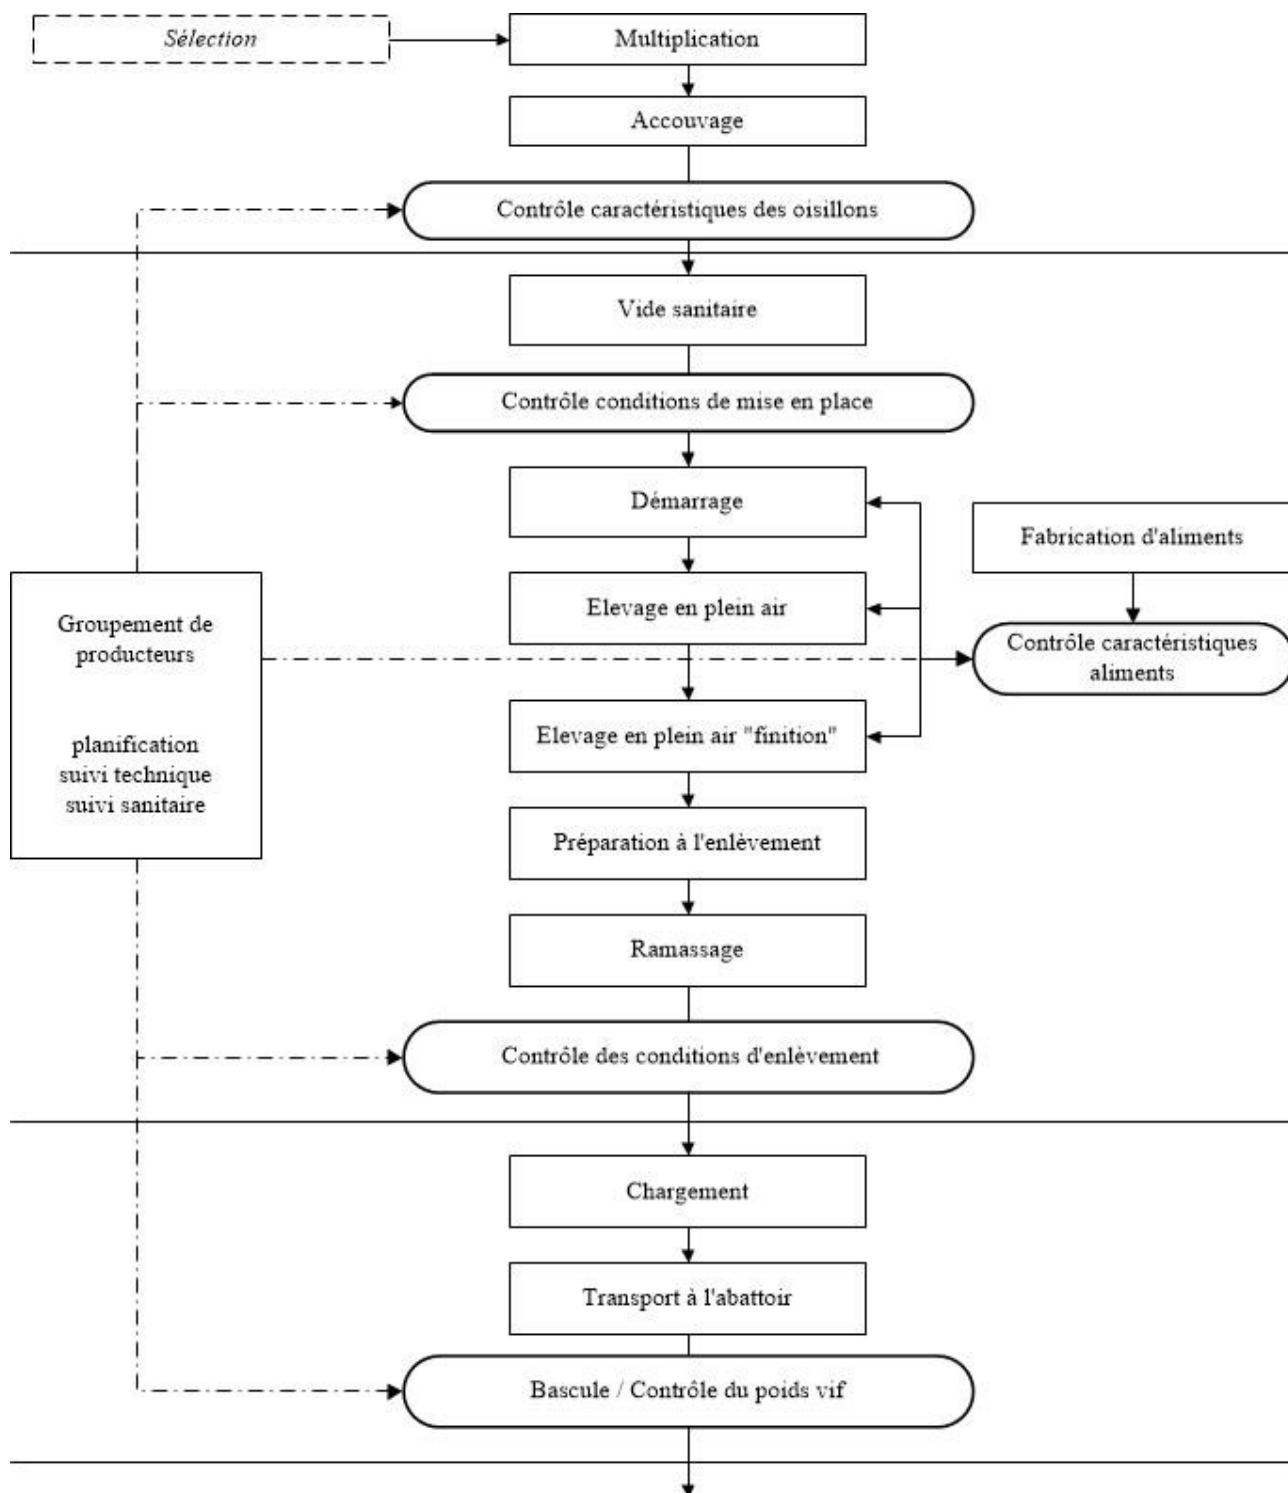 Sélection
Multiplication
Accouvage
Contrôle caractéristiques des oisillons
Vide sanitaire
Contrôle conditions de mise en place
Démarrage
Fabrication d'aliments
Elevage en plein air
Groupement de
producteurs
Contrôle caractéristiques
aliments
Elevage en plein air "finition"
planification
suivi technique
suivi sanitaire
Préparation à l'enlèvement
Ramassage
Contrôle des conditions d'enlèvement
Chargement
Transport à l'abattoir
Bascule / Contrôle du poids vif